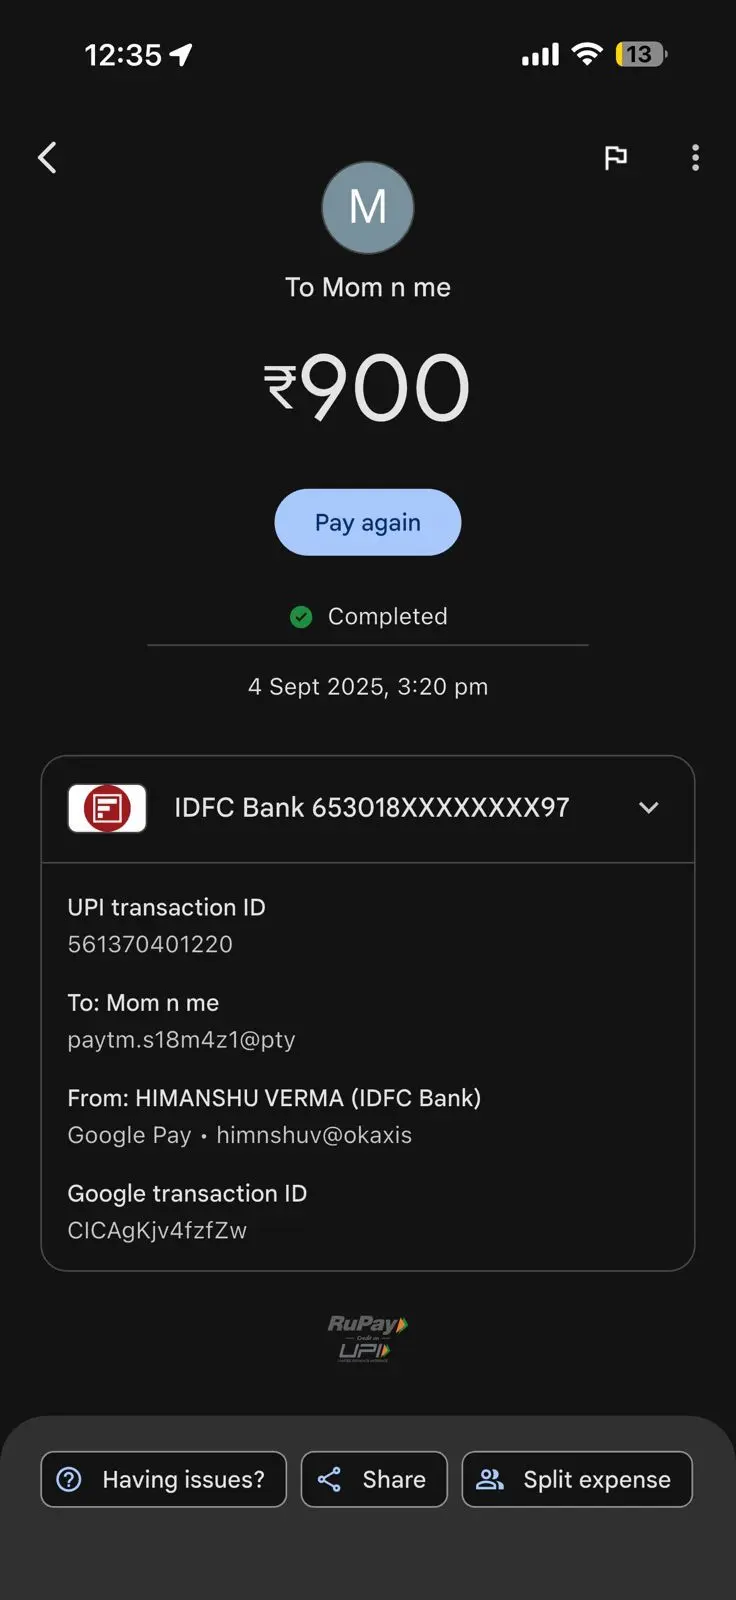 12:35
13
M
To Mom n me
₹900
Pay again
Completed
4 Sept 2025, 3:20 pm
IDFC Bank 653018XXXXXXXX97
UPI transaction ID
561370401220
To: Mom n me
paytm.s18m4z1@pty
From: HIMANSHU VERMA (IDFC Bank)
Google Pay • himnshuv@okaxis
Google transaction ID
CICAgKjv4fzfZw
RuPay
Credit on
UPI
Having issues?
Share
Split expense